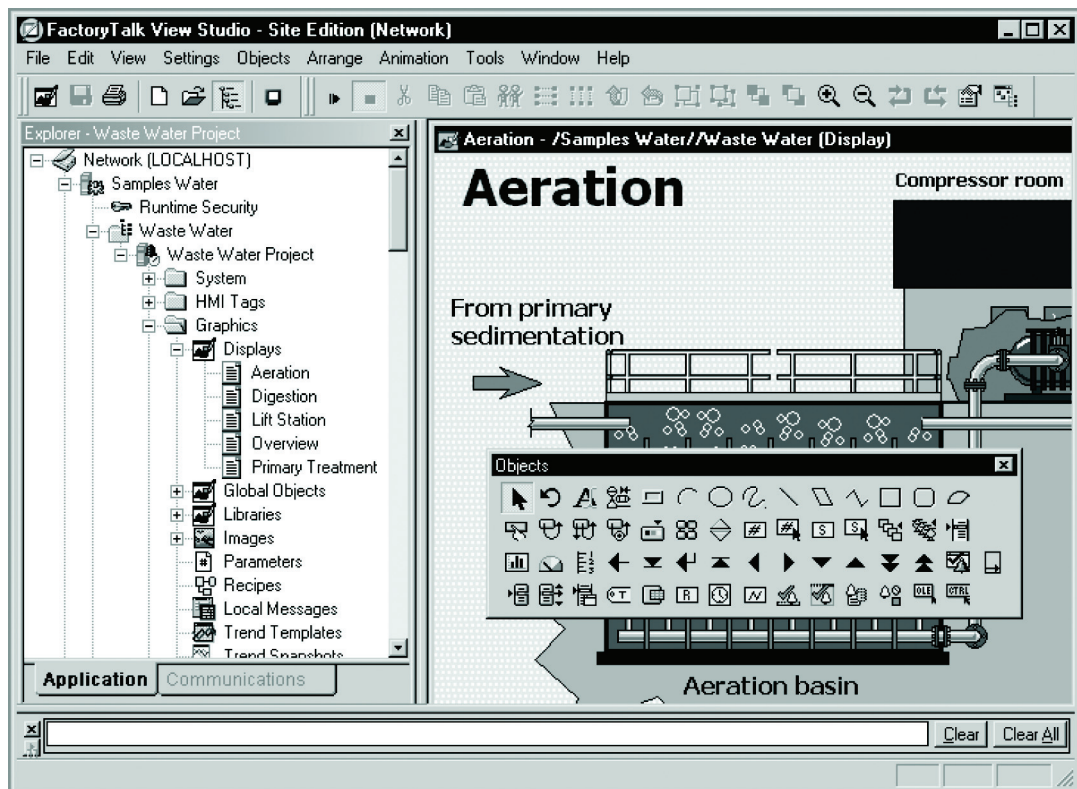 FactoryTalk View Studio - Site Edition (Network)
File Edit View Settings Objects Arrange Animation Tools Window Help
Explorer - Waste Water Project
Network (LOCALHOST)
Samples Water
Runtime Security
Waste Water
Waste Water Project
System
HMI Tags
Graphics
Displays
Aeration
Digestion
Lift Station
Overview
Primary Treatment
Global Objects
Libraries
Images
Parameters
Recipes
Local Messages
Trend Templates
Trend Snapshots
Application Communications
Aeration - /Samples Water//Waste Water (Display)
Aeration
Compressor room
From primary
sedimentation
Objects
Aeration basin
Clear Clear All